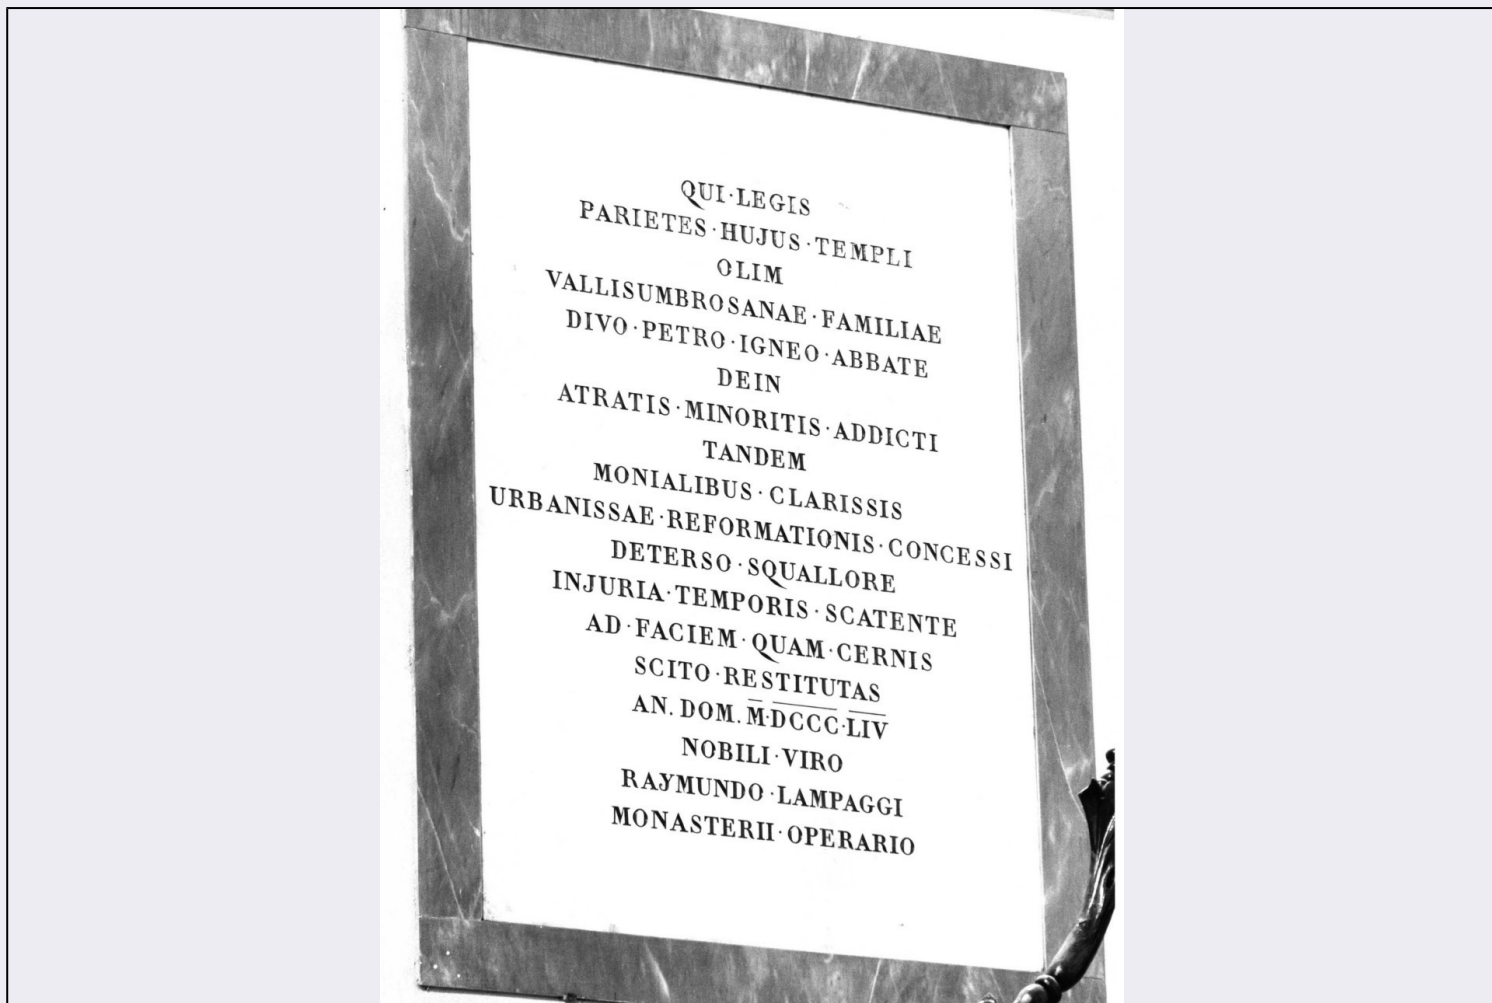 QUI·LEGIS
PARIETES·HUJUS·TEMPLI
OLIM
VALLISUMBROSANAE·FAMILIAE
DIVO·PETRO·IGNEO·ABBATE
DEIN
ATRATIS·MINORITIS·ADDICTI
TANDEM
MONIALIBUS·CLARISSIS
URBANISSAE·REFORMATIONIS·CONCESSI
DETERSO·SQUALLORE
INJURIA·TEMPORIS·SCATENTE
AD·FACIEM·QUAM·CERNIS
SCITO·RESTITUTAS
AN. DOM. M·DCCC·LIV
NOBILI·VIRO
RAYMUNDO·LAMPAGGI
MONASTERII·OPERARIO